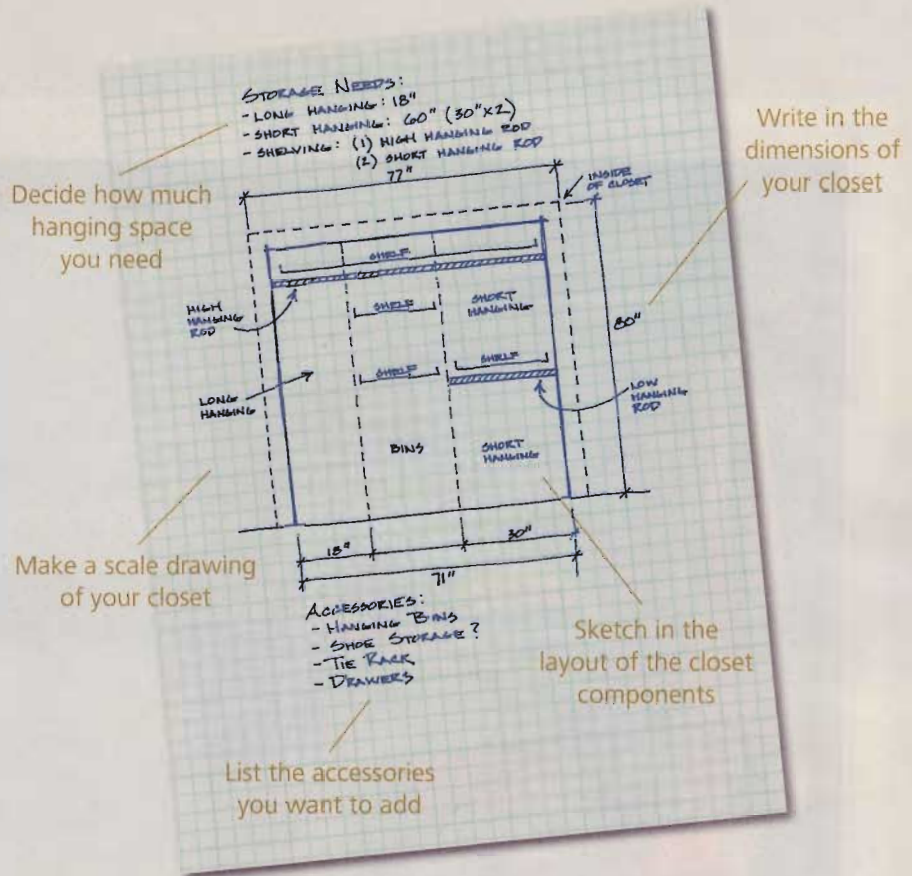 STORAGE NEEDS:
- LONG HANGING: 18"
- SHORT HANGING: 60" (30"X2)
- SHELVING: (1) HIGH HANGING ROD
(2) SHORT HANGING ROD
77"
INSIDE
OF CLOSET
Write in the
dimensions of
your closet
Decide how much
hanging space
you need
SHELF
HIGH
HANGING
ROD
SHELF
SHORT
HANGING
80"
LONG
HANGING
SHELF
SHELF
LOW
HANGING
ROD
BINS
SHORT
HANGING
Make a scale drawing
of your closet
18"
30"
71"
ACCESSORIES:
- HANGING BINS
- SHOE STORAGE?
- TIE RACK
- DRAWERS
Sketch in the
layout of the closet
components
List the accessories
you want to add